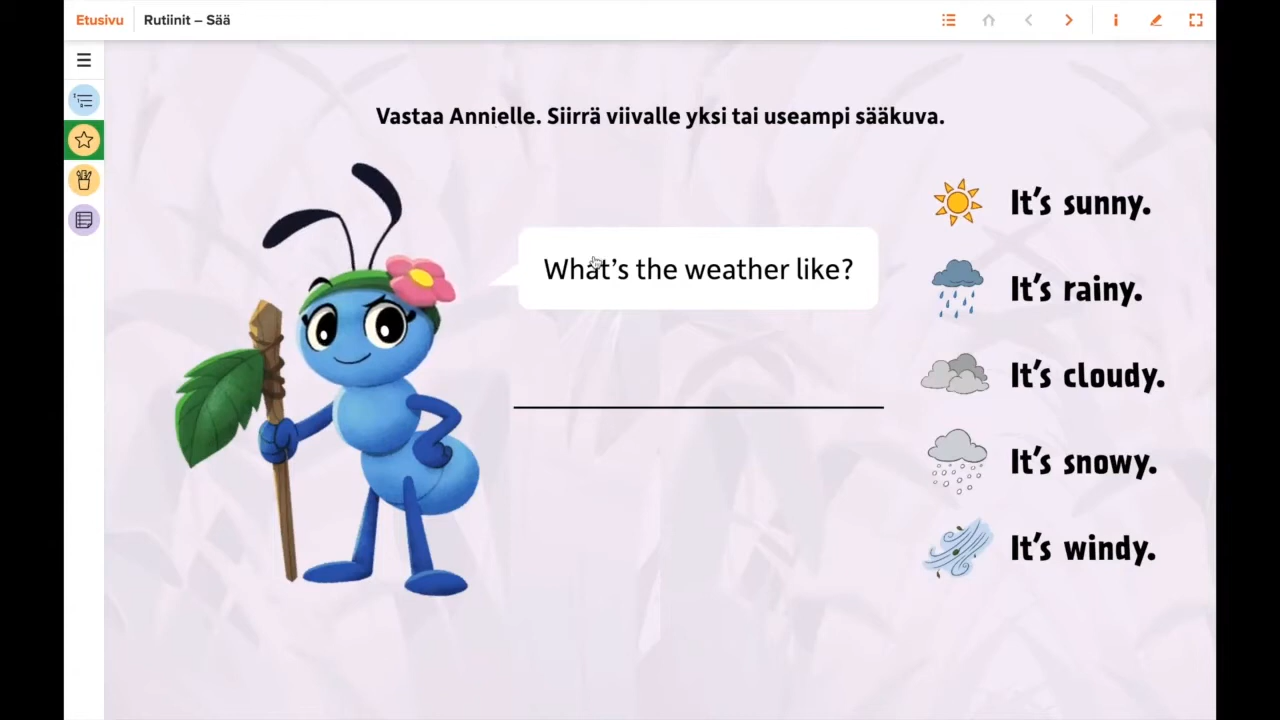 Etusivu
Rutiinit – Sää
Vastaa Annielle. Siirrä viivalle yksi tai useampi sääkuva.
What's the weather like?
It's sunny.
It's rainy.
It's cloudy.
It's snowy.
It's windy.